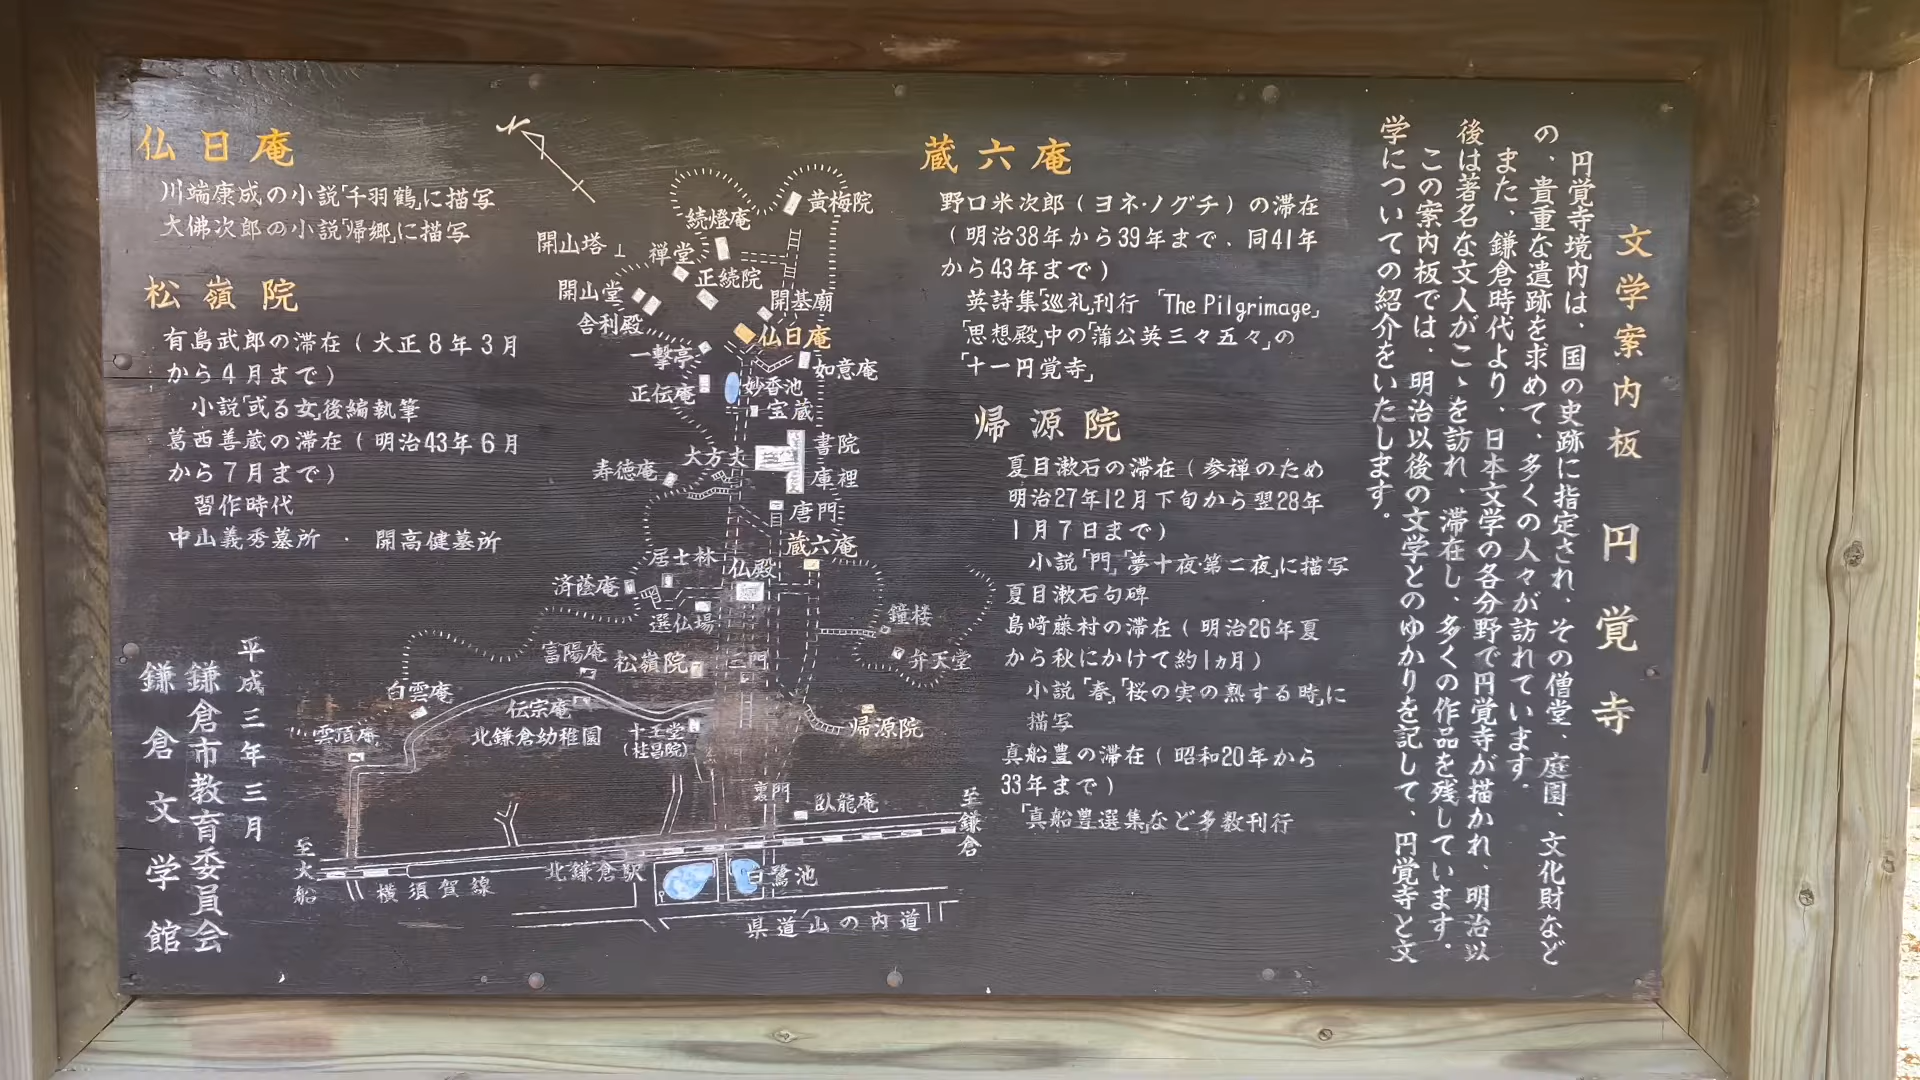 文学案内板 円覚寺
円覚寺境内は、国の史跡に指定され、その僧堂、庭園、文化財など
の、貴重な遺跡を求めて、多くの人々が訪れています。
また、鎌倉時代より、日本文学の各分野で円覚寺が描かれ、明治以
後は著名な文人がこゝを訪れ、滞在し、多くの作品を残しています。
この案内板では、明治以後の文学とのゆかりを記して、円覚寺と文
学についての紹介をいたします。
蔵六庵
野口米次郎(ヨネ・ノグチ)の滞在
(明治38年から39年まで、同41年
から43年まで)
英詩集「巡礼」刊行 「The Pilgrimage」
「思想殿」中の「蒲公英三々五々」の
「十一円覚寺」
帰源院
夏目漱石の滞在(参禅のため
明治27年12月下旬から翌28年
1月7日まで)
小説「門」「夢十夜・第二夜」に描写
夏目漱石句碑
島崎藤村の滞在(明治26年夏
から秋にかけて約1ヵ月)
小説「春」「桜の実の熟する時」に
描写
真船豊の滞在(昭和20年から
33年まで)
「真船豊選集」など多数刊行
仏日庵
川端康成の小説「千羽鶴」に描写
大佛次郎の小説「帰郷」に描写
松嶺院
有島武郎の滞在(大正8年3月
から4月まで)
小説「或る女」後編執筆
葛西善蔵の滞在(明治43年6月
から7月まで)
習作時代
中山義秀墓所 ・ 開高健墓所
N
黄梅院
続燈庵
開山塔
禅堂
正続院
開山堂
開基廟
舎利殿
仏日庵
一撃亭
如意庵
正伝庵
妙香池
宝蔵
書院
大方丈
庫裡
寿徳庵
唐門
蔵六庵
居士林
仏殿
済蔭庵
選仏場
鐘楼
弁天堂
富陽庵
松嶺院
三門
白雲庵
伝宗庵
帰源院
雲頂庵
北鎌倉幼稚園
十王堂
(桂昌院)
裏門
臥龍庵
至鎌倉
至大船
横須賀線
北鎌倉駅
白鷺池
県道山の内道
平成三年三月
鎌倉市教育委員会
鎌倉文学館